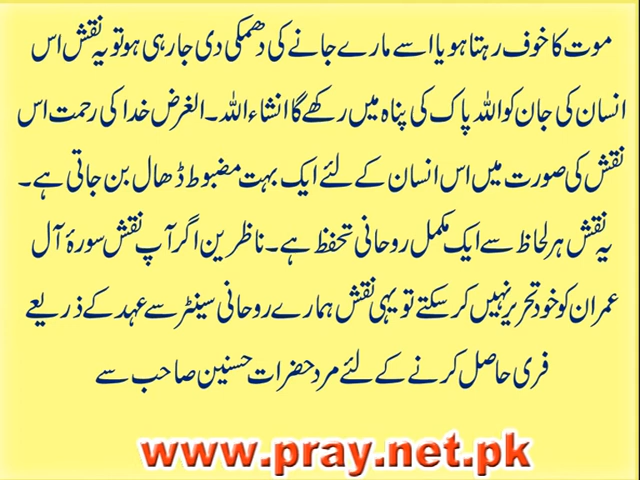 موت کا خوف رہتا ہو یا اسے مارے جانے کی دھمکی دی جا رہی ہو تو یہ نقش اس
انسان کی جان کو اللہ پاک کی پناہ میں رکھے گا انشاء اللہ۔ الغرض خدا کی رحمت اس
نقش کی صورت میں اس انسان کے لئے ایک بہت مضبوط ڈھال بن جاتی ہے۔
یہ نقش ہر لحاظ سے ایک مکمل روحانی تحفظ ہے۔ ناظرین اگر آپ نقش سورۂ آل
عمران کو خود تحریر نہیں کر سکتے تو یہی نقش ہمارے روحانی سینٹر سے عہد کے ذریعے
فری حاصل کرنے کے لئے مرد حضرات حسنین صاحب سے
www.pray.net.pk